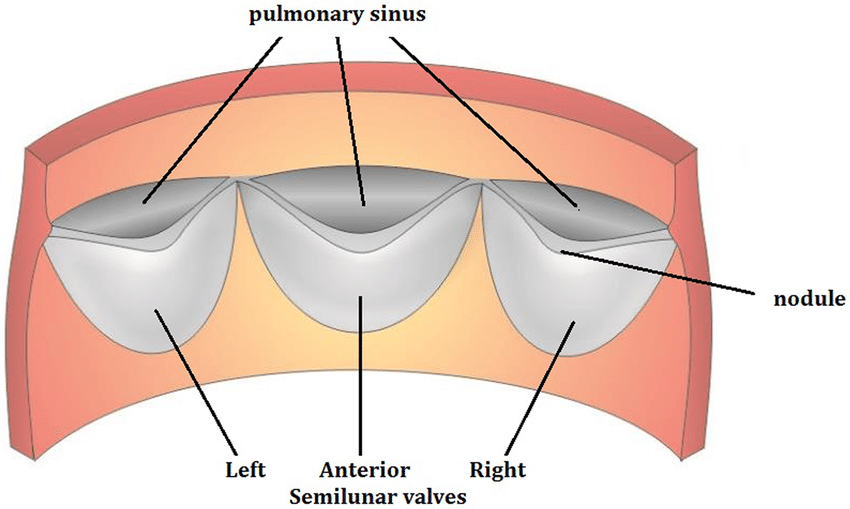 pulmonary sinus
nodule
Left
Anterior
Right
Semilunar valves